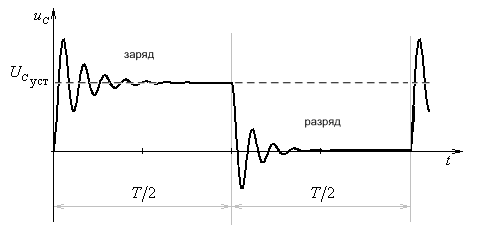 u_C
заряд
U_C уст
разряд
t
T/2 T/2